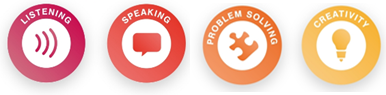 LISTENING
SPEAKING
PROBLEM SOLVING
CREATIVITY